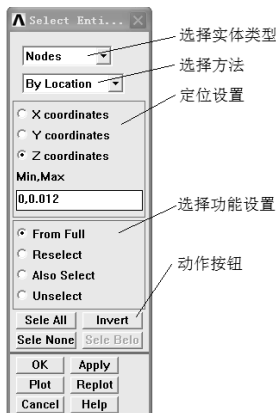 Select Enti...
Nodes
选择实体类型
By Location
选择方法
定位设置
X coordinates
Y coordinates
Z coordinates
Min,Max
0,0.012
选择功能设置
From Full
Reselect
Also Select
Unselect
动作按钮
Sele All Invert
Sele None Sele Belo
OK Apply
Plot Replot
Cancel Help